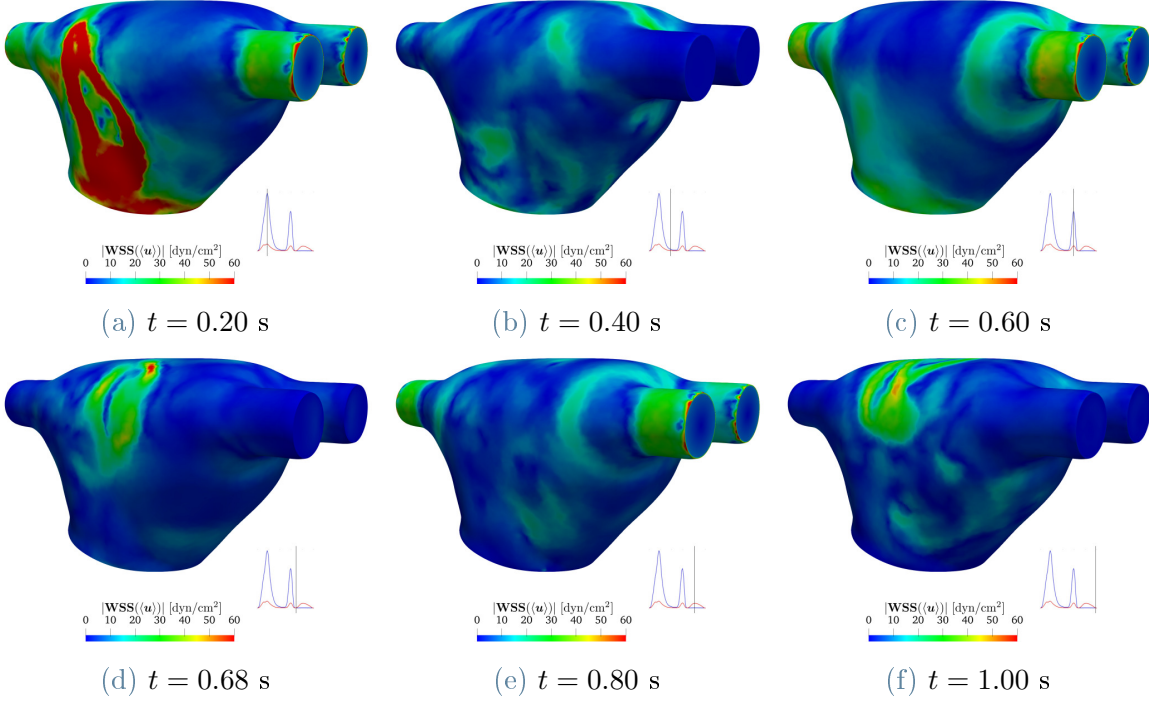 |WSS(⟨u⟩)| [dyn/cm²] |WSS(⟨u⟩)| [dyn/cm²] |WSS(⟨u⟩)| [dyn/cm²]
0 10 20 30 40 50 60 0 10 20 30 40 50 60 0 10 20 30 40 50 60
(a) t = 0.20 s (b) t = 0.40 s (c) t = 0.60 s
|WSS(⟨u⟩)| [dyn/cm²] |WSS(⟨u⟩)| [dyn/cm²] |WSS(⟨u⟩)| [dyn/cm²]
0 10 20 30 40 50 60 0 10 20 30 40 50 60 0 10 20 30 40 50 60
(d) t = 0.68 s (e) t = 0.80 s (f) t = 1.00 s